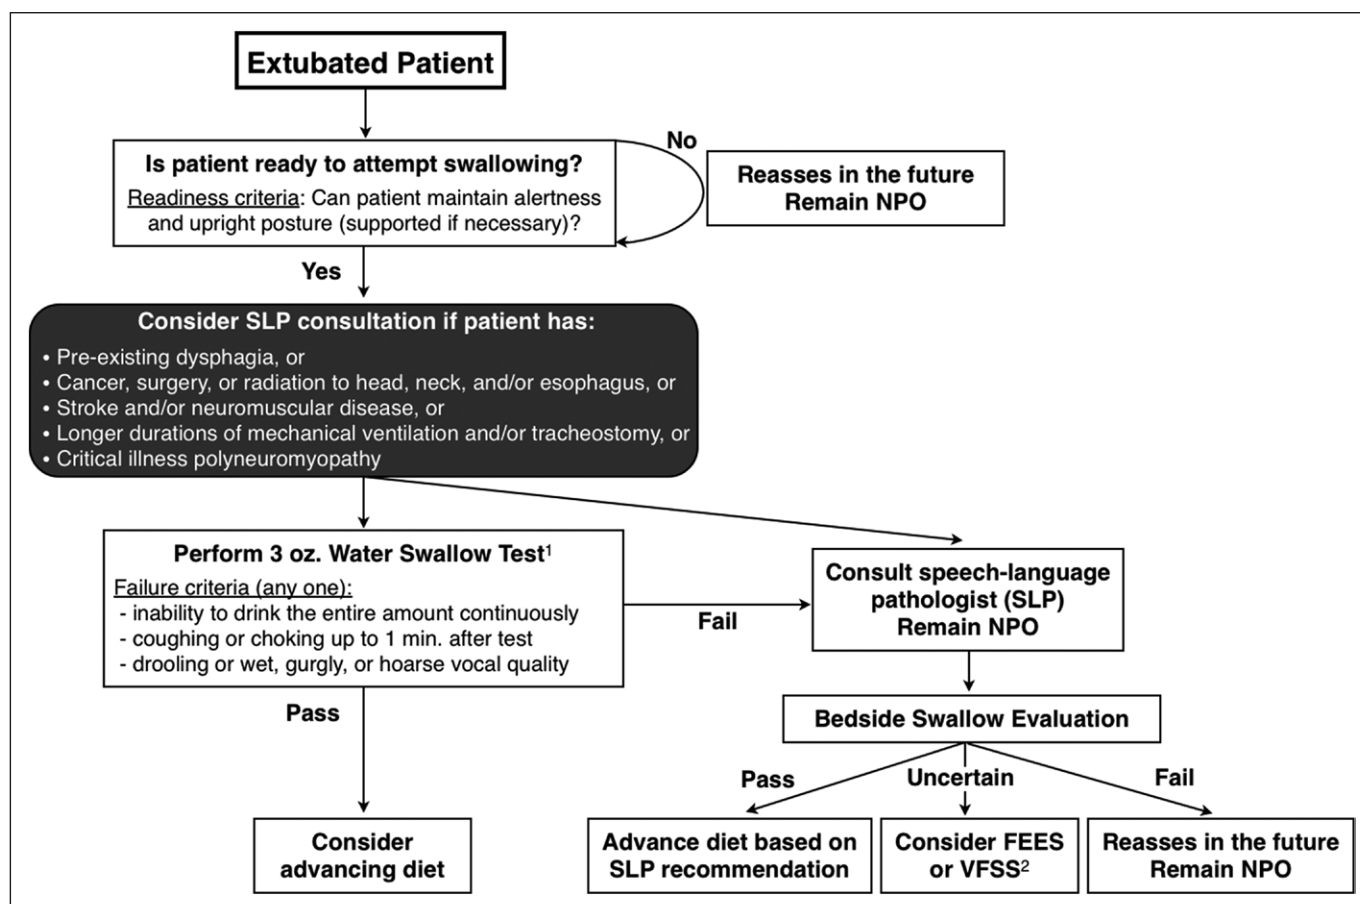 Extubated Patient
Is patient ready to attempt swallowing?
Readiness criteria: Can patient maintain alertness
and upright posture (supported if necessary)?
No
Reasses in the future
Remain NPO
Yes
Consider SLP consultation if patient has:
• Pre-existing dysphagia, or
• Cancer, surgery, or radiation to head, neck, and/or esophagus, or
• Stroke and/or neuromuscular disease, or
• Longer durations of mechanical ventilation and/or tracheostomy, or
• Critical illness polyneuromyopathy
Perform 3 oz. Water Swallow Test¹
Failure criteria (any one):
- inability to drink the entire amount continuously
- coughing or choking up to 1 min. after test
- drooling or wet, gurgly, or hoarse vocal quality
Fail
Consult speech-language
pathologist (SLP)
Remain NPO
Pass
Bedside Swallow Evaluation
Pass
Uncertain
Fail
Consider
advancing diet
Advance diet based on
SLP recommendation
Consider FEES
or VFSS²
Reasses in the future
Remain NPO